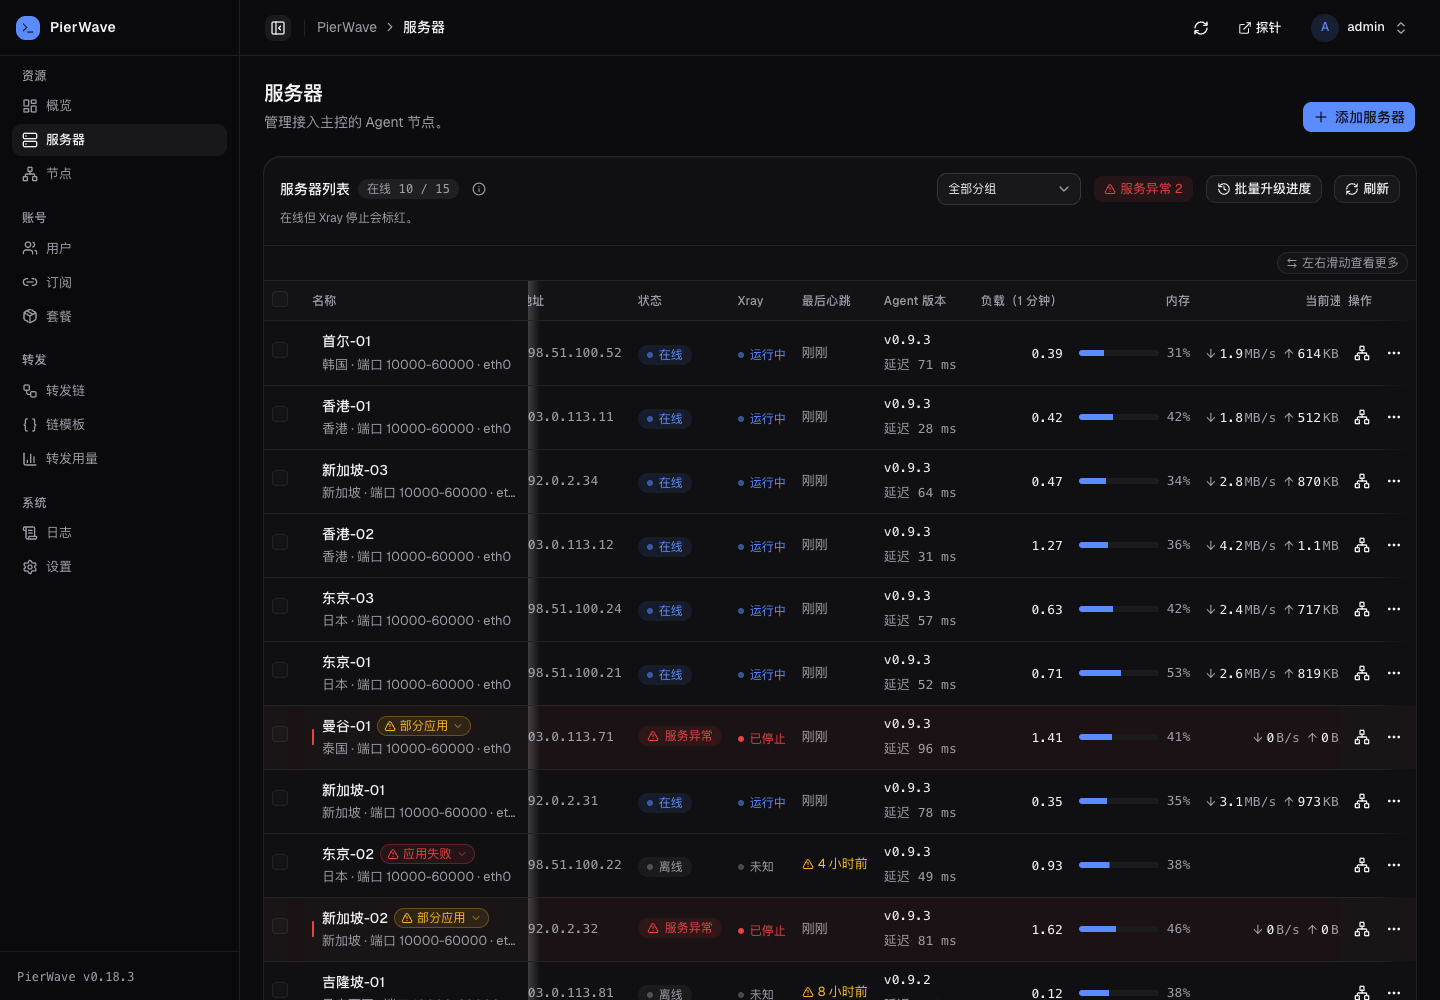 PierWave
PierWave > 服务器
探针
A admin
资源
概览
服务器
节点
账号
用户
订阅
套餐
转发
转发链
链模板
转发用量
系统
日志
设置
PierWave v0.18.3
服务器
管理接入主控的 Agent 节点。
添加服务器
服务器列表 在线 10 / 15
在线但 Xray 停止会标红。
全部分组
服务异常 2
批量升级进度
刷新
左右滑动查看更多
名称 状态 Xray 最后心跳 Agent 版本 负载（1 分钟） 内存 当前速 操作
首尔-01
韩国 · 端口 10000-60000 · eth0
98.51.100.52 在线 运行中 刚刚
v0.9.3
延迟 71 ms
0.39 31% ↓1.9MB/s ↑614KB
香港-01
香港 · 端口 10000-60000 · eth0
03.0.113.11 在线 运行中 刚刚
v0.9.3
延迟 28 ms
0.42 42% ↓1.8MB/s ↑512KB
新加坡-03
新加坡 · 端口 10000-60000 · et…
92.0.2.34 在线 运行中 刚刚
v0.9.3
延迟 64 ms
0.47 34% ↓2.8MB/s ↑870KB
香港-02
香港 · 端口 10000-60000 · eth0
03.0.113.12 在线 运行中 刚刚
v0.9.3
延迟 31 ms
1.27 36% ↓4.2MB/s ↑1.1MB
东京-03
日本 · 端口 10000-60000 · eth0
98.51.100.24 在线 运行中 刚刚
v0.9.3
延迟 57 ms
0.63 42% ↓2.4MB/s ↑717KB
东京-01
日本 · 端口 10000-60000 · eth0
98.51.100.21 在线 运行中 刚刚
v0.9.3
延迟 52 ms
0.71 53% ↓2.6MB/s ↑819KB
曼谷-01 部分应用
泰国 · 端口 10000-60000 · eth0
03.0.113.71 服务异常 已停止 刚刚
v0.9.3
延迟 96 ms
1.41 41% ↓0B/s ↑0B
新加坡-01
新加坡 · 端口 10000-60000 · et…
92.0.2.31 在线 运行中 刚刚
v0.9.3
延迟 78 ms
0.35 35% ↓3.1MB/s ↑973KB
东京-02 应用失败
日本 · 端口 10000-60000 · eth0
98.51.100.22 离线 未知 4 小时前
v0.9.3
延迟 49 ms
0.93 38%
新加坡-02 部分应用
新加坡 · 端口 10000-60000 · et…
92.0.2.32 服务异常 已停止 刚刚
v0.9.3
延迟 81 ms
1.62 46% ↓0B/s ↑0B
吉隆坡-01
03.0.113.81 离线 未知 8 小时前
v0.9.2
0.12 38%